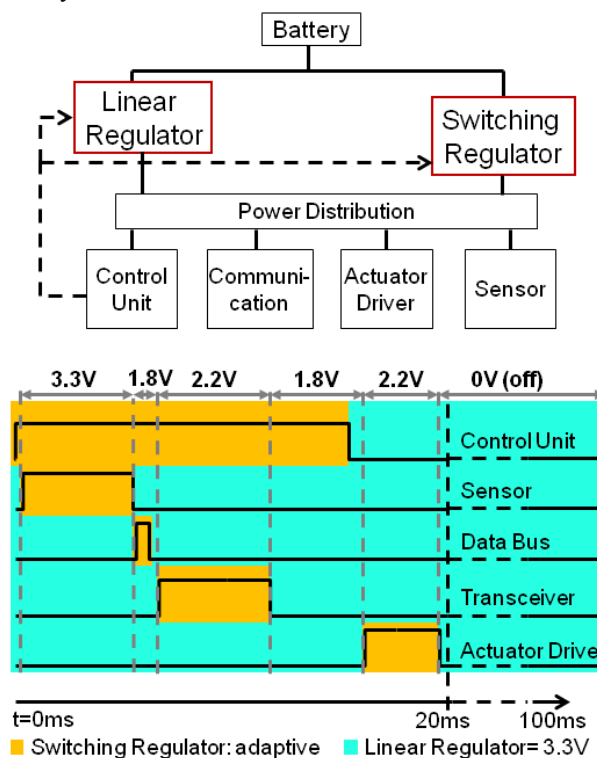 Battery
Linear
Regulator
Switching
Regulator
Power Distribution
Control
Unit
Communi-
cation
Actuator
Driver
Sensor
3.3V 1.8V 2.2V 1.8V 2.2V 0V (off)
Control Unit
Sensor
Data Bus
Transceiver
Actuator Drive
t=0ms 20ms 100ms
Switching Regulator: adaptive Linear Regulator= 3.3V